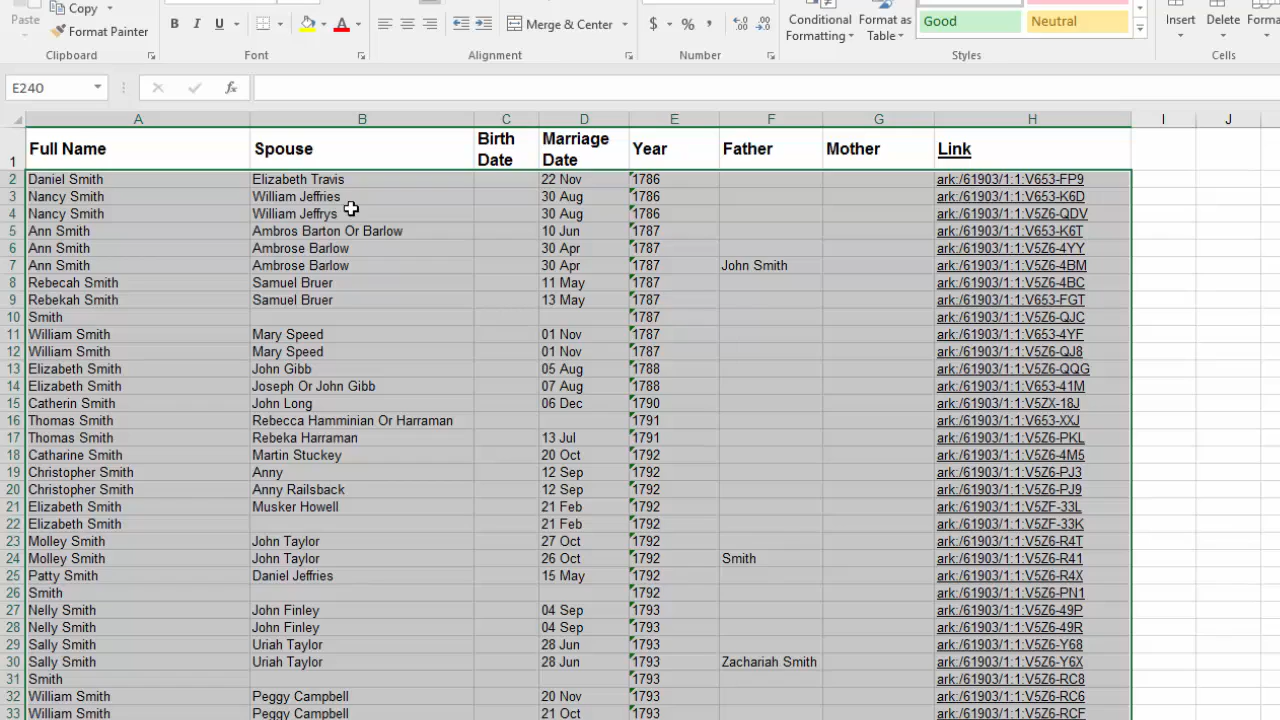 Copy
Paste
Format Painter
Clipboard
B I U A
Font
Merge & Center
Alignment
$ % ,
Number
Conditional
Formatting
Format as
Table
Good Neutral
Styles
Insert Delete
Cells
E240 fx
A B C D E F G H I J
1 Full Name Spouse Birth Date Marriage Date Year Father Mother Link
2 Daniel Smith Elizabeth Travis 22 Nov 1786 ark:/61903/1:1:V653-FP9
3 Nancy Smith William Jeffries 30 Aug 1786 ark:/61903/1:1:V653-K6D
4 Nancy Smith William Jeffrys 30 Aug 1786 ark:/61903/1:1:V5Z6-QDV
5 Ann Smith Ambros Barton Or Barlow 10 Jun 1787 ark:/61903/1:1:V653-K6T
6 Ann Smith Ambrose Barlow 30 Apr 1787 ark:/61903/1:1:V5Z6-4YY
7 Ann Smith Ambrose Barlow 30 Apr 1787 John Smith ark:/61903/1:1:V5Z6-4BM
8 Rebecah Smith Samuel Bruer 11 May 1787 ark:/61903/1:1:V5Z6-4BC
9 Rebekah Smith Samuel Bruer 13 May 1787 ark:/61903/1:1:V653-FGT
10 Smith 1787 ark:/61903/1:1:V5Z6-QJC
11 William Smith Mary Speed 01 Nov 1787 ark:/61903/1:1:V653-4YF
12 William Smith Mary Speed 01 Nov 1787 ark:/61903/1:1:V5Z6-QJ8
13 Elizabeth Smith John Gibb 05 Aug 1788 ark:/61903/1:1:V5Z6-QQG
14 Elizabeth Smith Joseph Or John Gibb 07 Aug 1788 ark:/61903/1:1:V653-41M
15 Catherin Smith John Long 06 Dec 1790 ark:/61903/1:1:V5ZX-18J
16 Thomas Smith Rebecca Hamminian Or Harraman 1791 ark:/61903/1:1:V653-XXJ
17 Thomas Smith Rebeka Harraman 13 Jul 1791 ark:/61903/1:1:V5Z6-PKL
18 Catharine Smith Martin Stuckey 20 Oct 1792 ark:/61903/1:1:V5Z6-4M5
19 Christopher Smith Anny 12 Sep 1792 ark:/61903/1:1:V5Z6-PJ3
20 Christopher Smith Anny Railsback 12 Sep 1792 ark:/61903/1:1:V5Z6-PJ9
21 Elizabeth Smith Musker Howell 21 Feb 1792 ark:/61903/1:1:V5ZF-33L
22 Elizabeth Smith 21 Feb 1792 ark:/61903/1:1:V5ZF-33K
23 Molley Smith John Taylor 27 Oct 1792 ark:/61903/1:1:V5Z6-R4T
24 Molley Smith John Taylor 26 Oct 1792 Smith ark:/61903/1:1:V5Z6-R41
25 Patty Smith Daniel Jeffries 15 May 1792 ark:/61903/1:1:V5Z6-R4X
26 Smith 1792 ark:/61903/1:1:V5Z6-PN1
27 Nelly Smith John Finley 04 Sep 1793 ark:/61903/1:1:V5Z6-49P
28 Nelly Smith John Finley 04 Sep 1793 ark:/61903/1:1:V5Z6-49R
29 Sally Smith Uriah Taylor 28 Jun 1793 ark:/61903/1:1:V5Z6-Y68
30 Sally Smith Uriah Taylor 28 Jun 1793 Zachariah Smith ark:/61903/1:1:V5Z6-Y6X
31 Smith 1793 ark:/61903/1:1:V5Z6-RC8
32 William Smith Peggy Campbell 20 Nov 1793 ark:/61903/1:1:V5Z6-RC6
33 William Smith Peggy Campbell 21 Oct 1793 ark:/61903/1:1:V5Z6-RCF